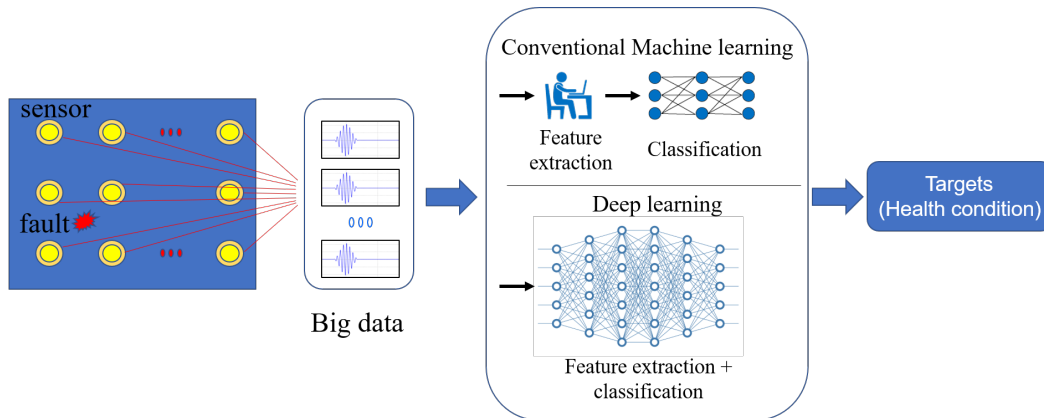 sensor
fault
Big data
Conventional Machine learning
Feature
extraction
Classification
Deep learning
Feature extraction +
classification
Targets
(Health condition)